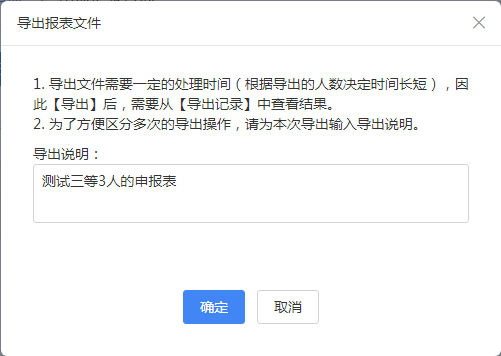 导出报表文件
1. 导出文件需要一定的处理时间（根据导出的人数决定时间长短），因
此【导出】后，需要从【导出记录】中查看结果。
2. 为了方便区分多次的导出操作，请为本次导出输入导出说明。
导出说明：
测试三等3人的申报表
确定 取消